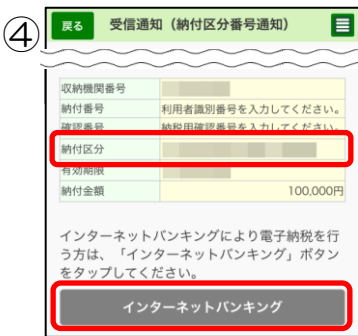 ④
戻る 受信通知（納付区分番号通知）
収納機関番号
納付番号 利用者識別番号を入力してください。
確認番号 納税用確認番号を入力してください。
納付区分
有効期限
納付金額 100,000円
インターネットバンキングにより電子納税を行
う方は、「インターネットバンキング」ボタン
をタップしてください。
インターネットバンキング